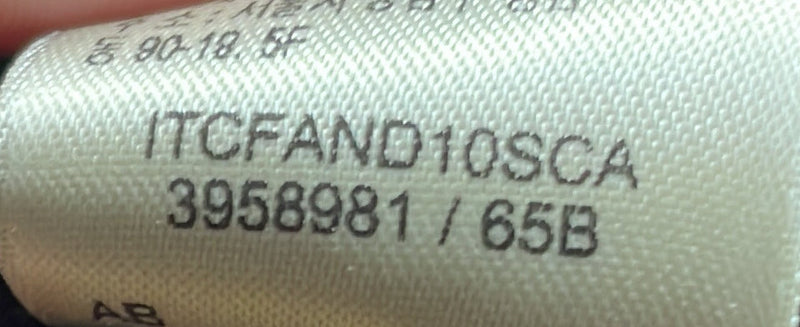 동 90-18. 5F
ITCFAND10SCA
3958981 / 65B
AB